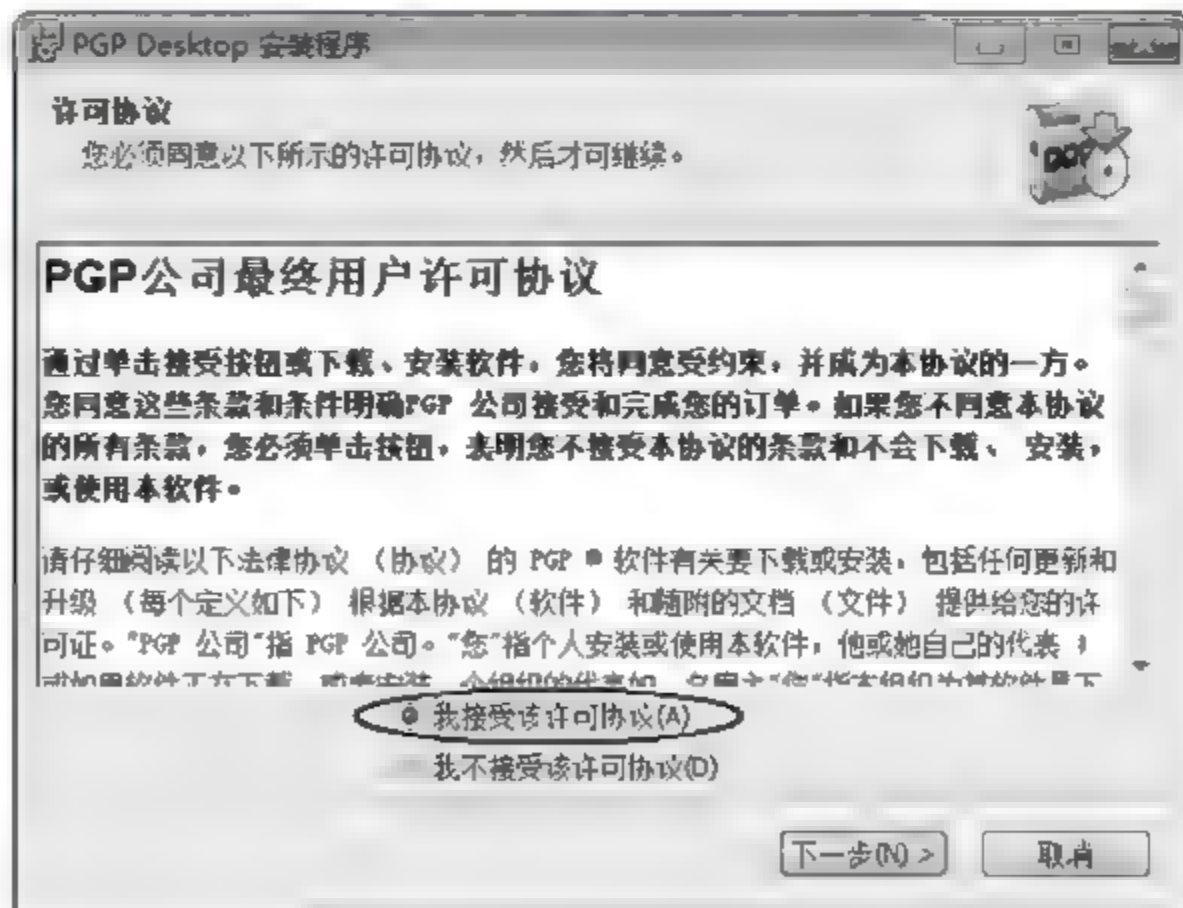 PGP Desktop 安装程序
许可协议
您必须同意以下所示的许可协议，然后才可继续。
PGP公司最终用户许可协议
通过单击接受按钮或下载、安装软件，您将同意受约束，并成为本协议的一方。
您同意这些条款和条件明确PGP 公司接受和完成您的订单。如果您不同意本协议
的所有条款，您必须单击按钮，表明您不接受本协议的条款和不会下载、 安装，
或使用本软件。
请仔细阅读以下法律协议 （协议） 的 PGP ® 软件有关要下载或安装，包括任何更新和
升级 （每个定义如下） 根据本协议 （软件） 和随附的文档 （文件） 提供给您的许
可证。"PGP 公司"指 PGP 公司。"您"指个人安装或使用本软件，他或她自己的代表；
或如果软件正在下载
我接受该许可协议(A)
我不接受该许可协议(D)
下一步(N) >
取消